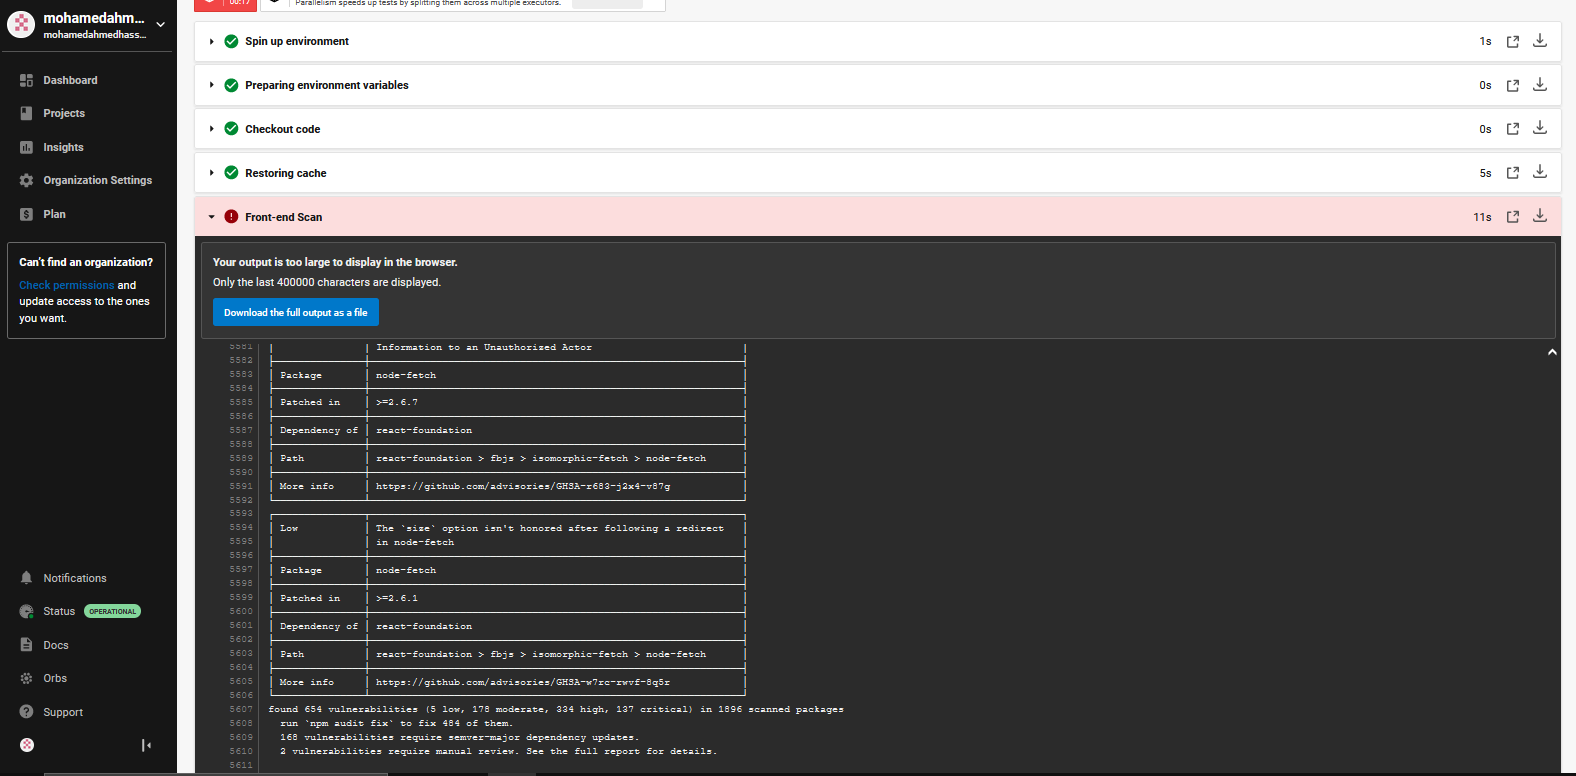 mohamedahm...
mohamedahmedhass...
Dashboard
Projects
Insights
Organization Settings
Plan
Can't find an organization?
Check permissions and
update access to the ones
you want.
Notifications
Status OPERATIONAL
Docs
Orbs
Support
00:17
Parallelism speeds up tests by splitting them across multiple executors.
Spin up environment 1s
Preparing environment variables 0s
Checkout code 0s
Restoring cache 5s
Front-end Scan 11s
Your output is too large to display in the browser.
Only the last 400000 characters are displayed.
Download the full output as a file
5581 Information to an Unauthorized Actor
5582
5583 Package node-fetch
5584
5585 Patched in >=2.6.7
5586
5587 Dependency of react-foundation
5588
5589 Path react-foundation > fbjs > isomorphic-fetch > node-fetch
5590
5591 More info https://github.com/advisories/GHSA-r683-j2x4-v87g
5592
5593
5594 Low The `size` option isn't honored after following a redirect
5595 in node-fetch
5596
5597 Package node-fetch
5598
5599 Patched in >=2.6.1
5600
5601 Dependency of react-foundation
5602
5603 Path react-foundation > fbjs > isomorphic-fetch > node-fetch
5604
5605 More info https://github.com/advisories/GHSA-w7rc-rwvf-8q5r
5606
5607 found 654 vulnerabilities (5 low, 178 moderate, 334 high, 137 critical) in 1896 scanned packages
5608 run `npm audit fix` to fix 484 of them.
5609 168 vulnerabilities require semver-major dependency updates.
5610 2 vulnerabilities require manual review. See the full report for details.
5611